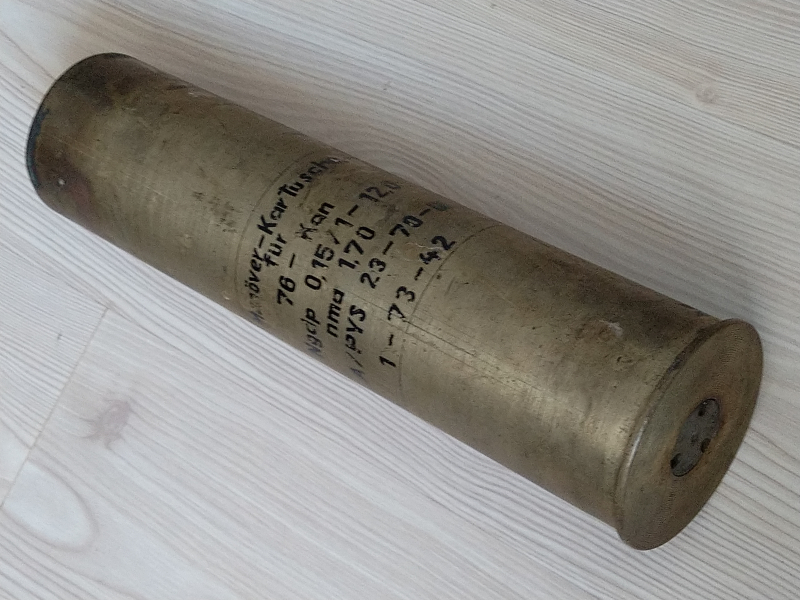 Manöver-Kartusche
für
76 - Kan
Ngdp 0,15/1-12,0
nma 1,70
A/PYS 23-70-
1-73-42